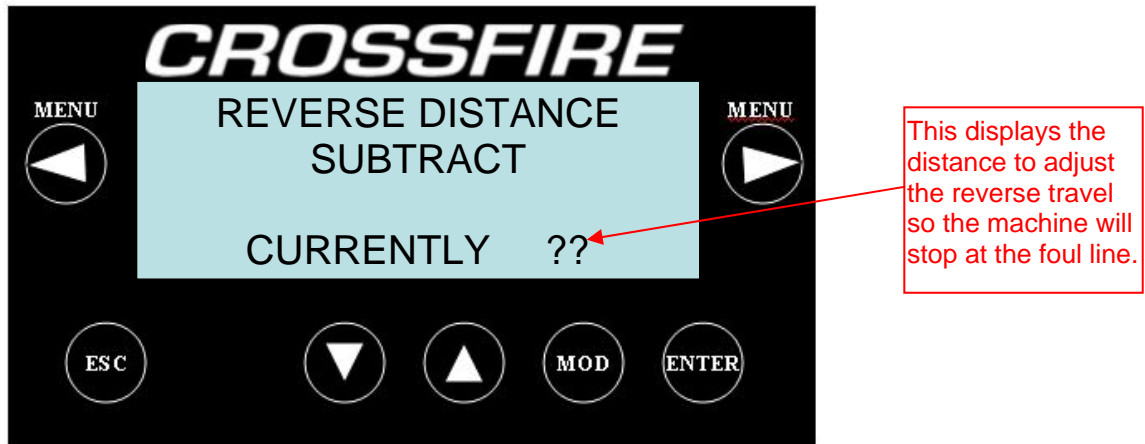 CROSSFIRE
MENU
MENU
REVERSE DISTANCE
SUBTRACT
CURRENTLY ??
ESC
MOD
ENTER
This displays the
distance to adjust
the reverse travel
so the machine will
stop at the foul line.